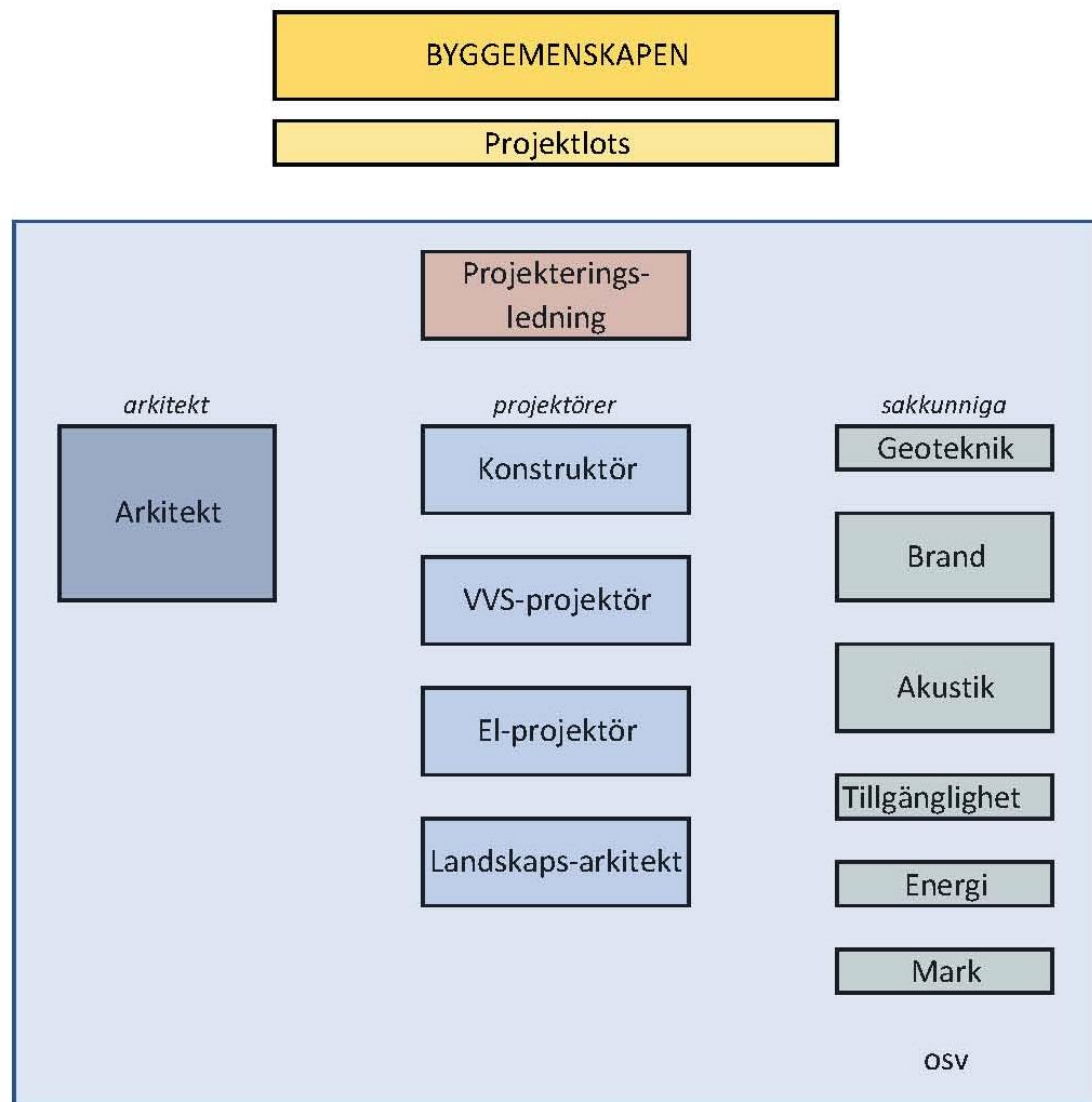 BYGGEMENSKAPEN
Projektlots
Projekterings-
ledning
arkitekt
Arkitekt
projektörer
Konstruktör
VVS-projektör
El-projektör
Landskaps-arkitekt
sakkunniga
Geoteknik
Brand
Akustik
Tillgänglighet
Energi
Mark
osv